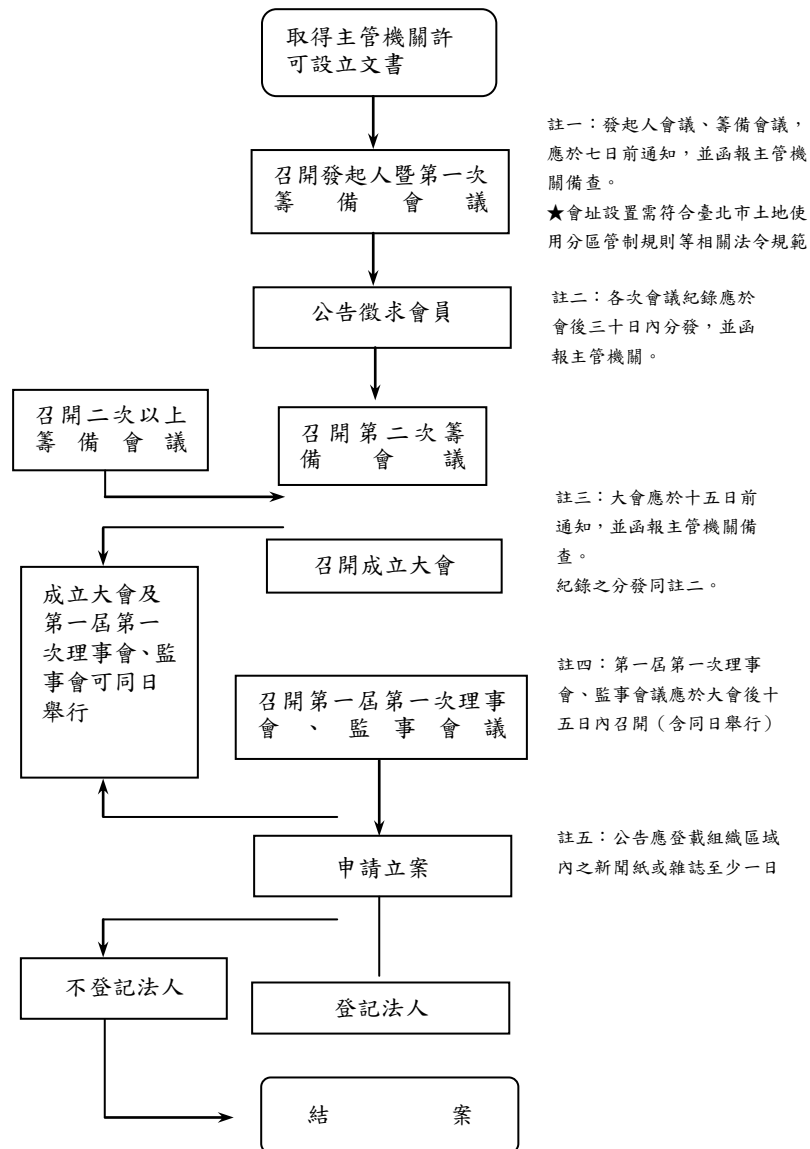 取得主管機關許
可設立文書
註一：發起人會議、籌備會議，
應於七日前通知，並函報主管機
關備查。
★會址設置需符合臺北市土地使
用分區管制規則等相關法令規範
召開發起人暨第一次
籌備會議
公告徵求會員
註二：各次會議紀錄應於
會後三十日內分發，並函
報主管機關。
召開二次以上
籌備會議
召開第二次籌
備會議
註三：大會應於十五日前
通知，並函報主管機關備
查。
紀錄之分發同註二。
召開成立大會
成立大會及
第一屆第一
次理事會、監
事會可同日
舉行
註四：第一屆第一次理事
會、監事會議應於大會後十
五日內召開（含同日舉行）
召開第一屆第一次理事
會、監事會議
註五：公告應登載組織區域
內之新聞紙或雜誌至少一日
申請立案
不登記法人
登記法人
結案